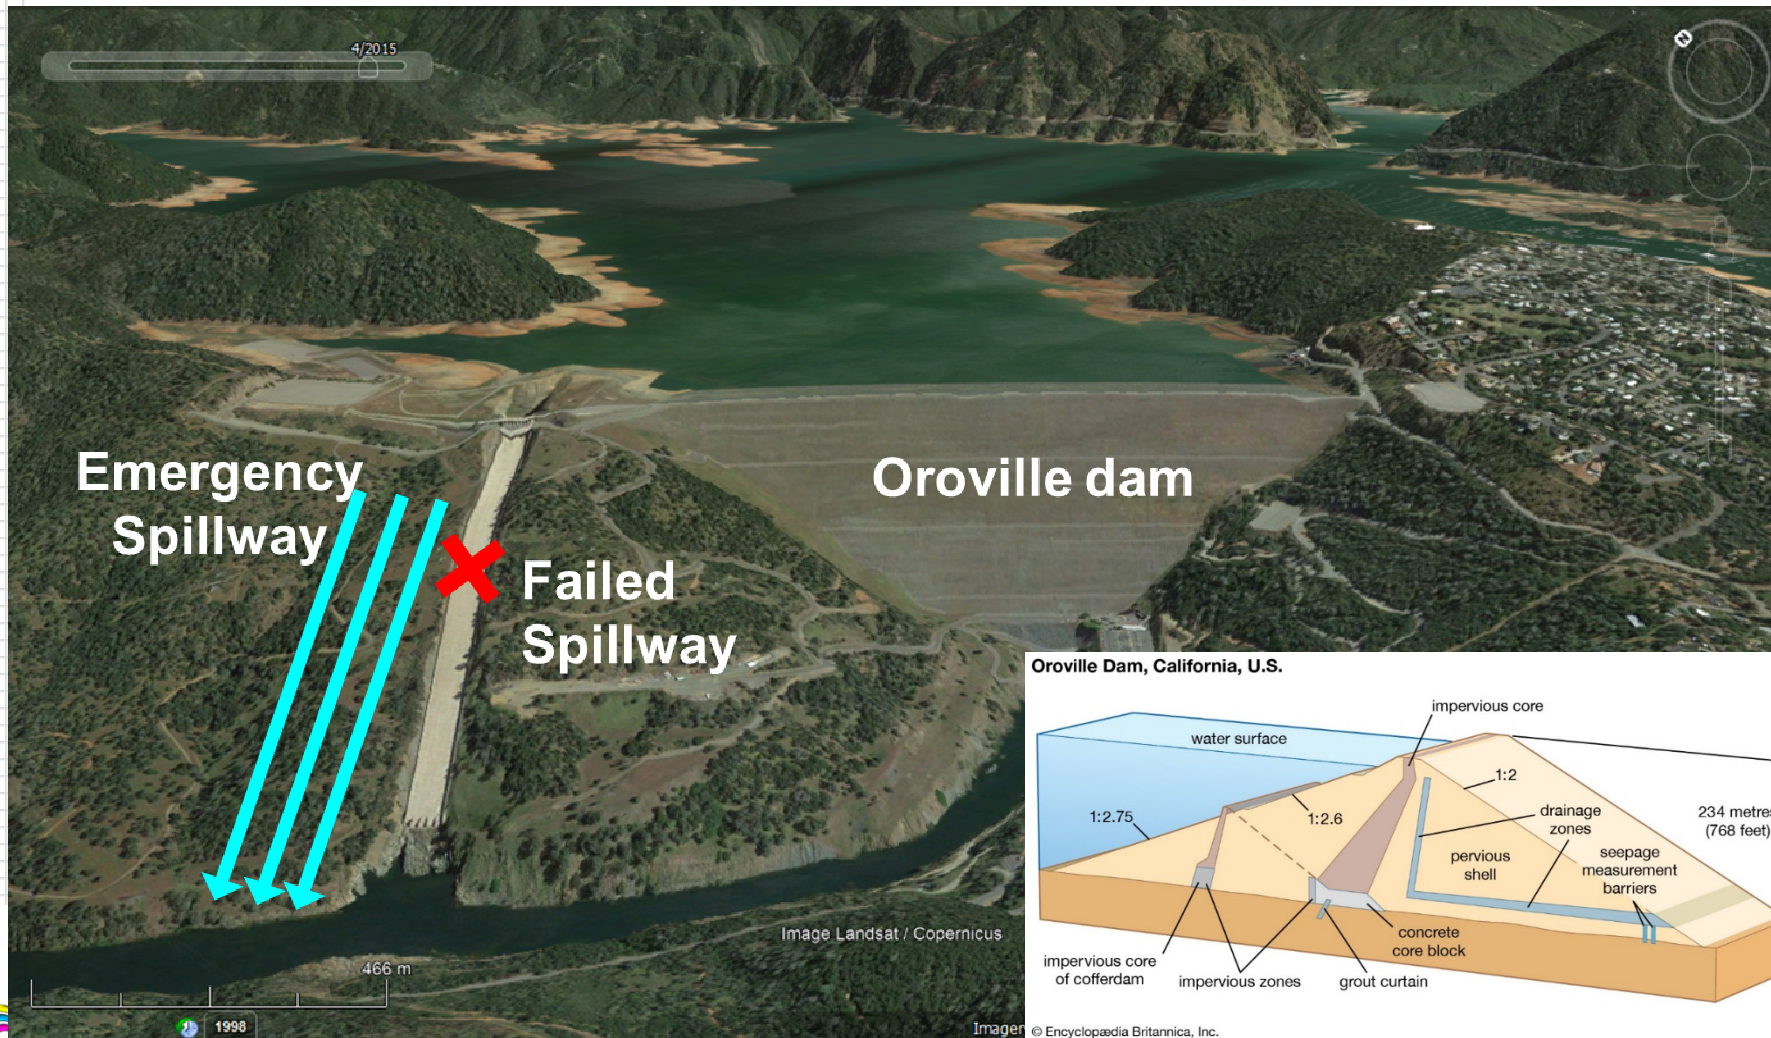 4/2015
Emergency
Spillway
Oroville dam
Failed
Spillway
Image Landsat / Copernicus
466 m
1998
Oroville Dam, California, U.S.
impervious core
water surface
1:2
1:2.75
1:2.6
drainage
zones
234 metres
(768 feet)
pervious
shell
seepage
measurement
barriers
concrete
core block
impervious core
of cofferdam
impervious zones
grout curtain
© Encyclopædia Britannica, Inc.